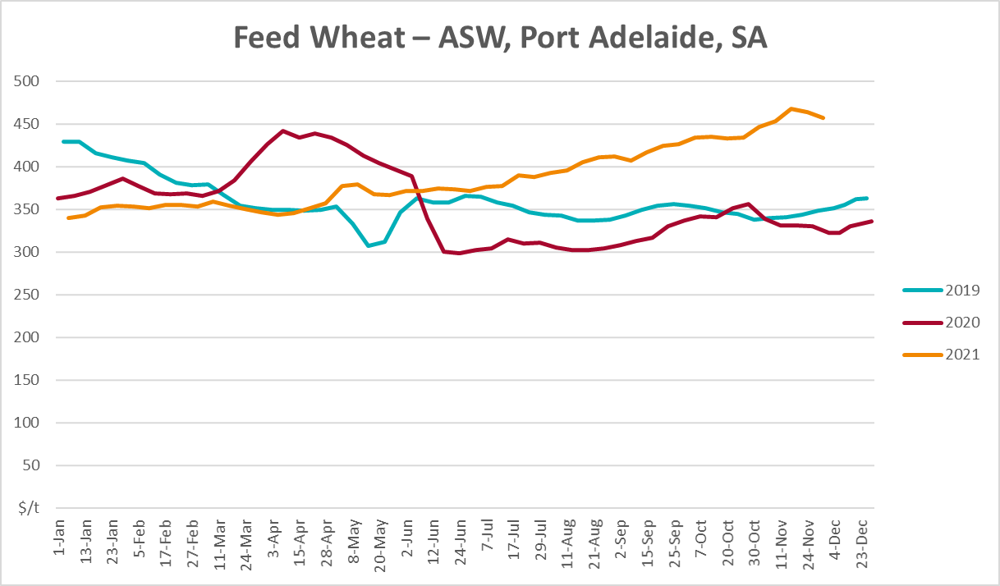 Feed Wheat – ASW, Port Adelaide, SA
500
450
400
350
300
250
200
150
100
50
$/t
1-Jan
13-Jan
23-Jan
5-Feb
17-Feb
27-Feb
11-Mar
24-Mar
3-Apr
15-Apr
28-Apr
8-May
20-May
2-Jun
12-Jun
24-Jun
7-Jul
17-Jul
29-Jul
11-Aug
21-Aug
2-Sep
15-Sep
25-Sep
7-Oct
20-Oct
30-Oct
11-Nov
24-Nov
4-Dec
23-Dec
2019
2020
2021